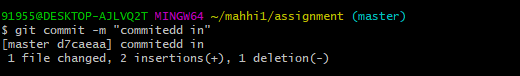 91955@DESKTOP-AJLVQ2T MINGW64 ~/mahhi1/assignment (master)
$ git commit -m "commitedd in"
[master d7caeaa] commitedd in
 1 file changed, 2 insertions(+), 1 deletion(-)